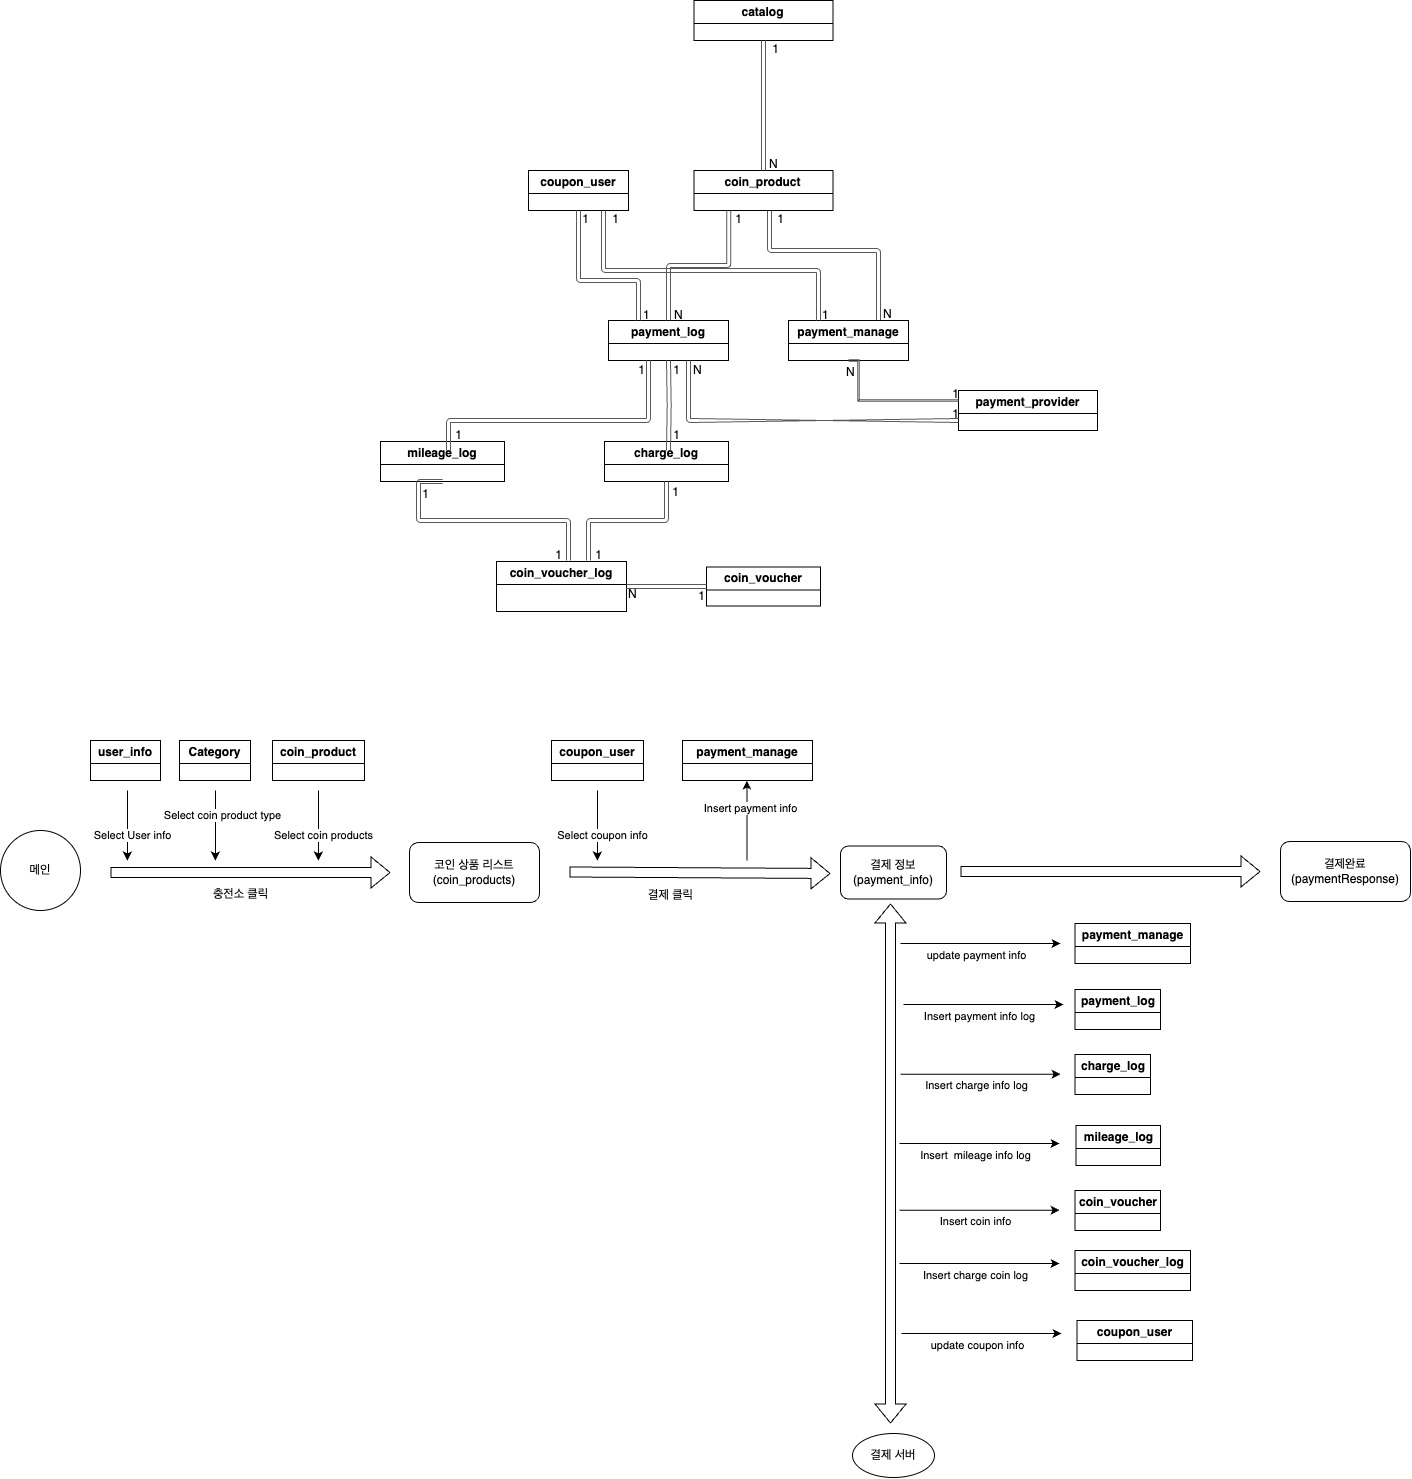 catalog
1
N
coupon_user
coin_product
1
1
1
1
1
N
1
N
payment_log
payment_manage
1
1
N
N
1
payment_provider
1
1
1
mileage_log
charge_log
1
1
1
1
coin_voucher_log
coin_voucher
N
1
user_info
Category
coin_product
coupon_user
payment_manage
Select coin product type
Insert payment info
Select User info
Select coin products
Select coupon info
메인
코인 상품 리스트
(coin_products)
결제 정보
(payment_info)
결제완료
(paymentResponse)
충전소 클릭
결제 클릭
payment_manage
update payment info
payment_log
Insert payment info log
charge_log
Insert charge info log
mileage_log
Insert  mileage info log
coin_voucher
Insert coin info
coin_voucher_log
Insert charge coin log
coupon_user
update coupon info
결제 서버